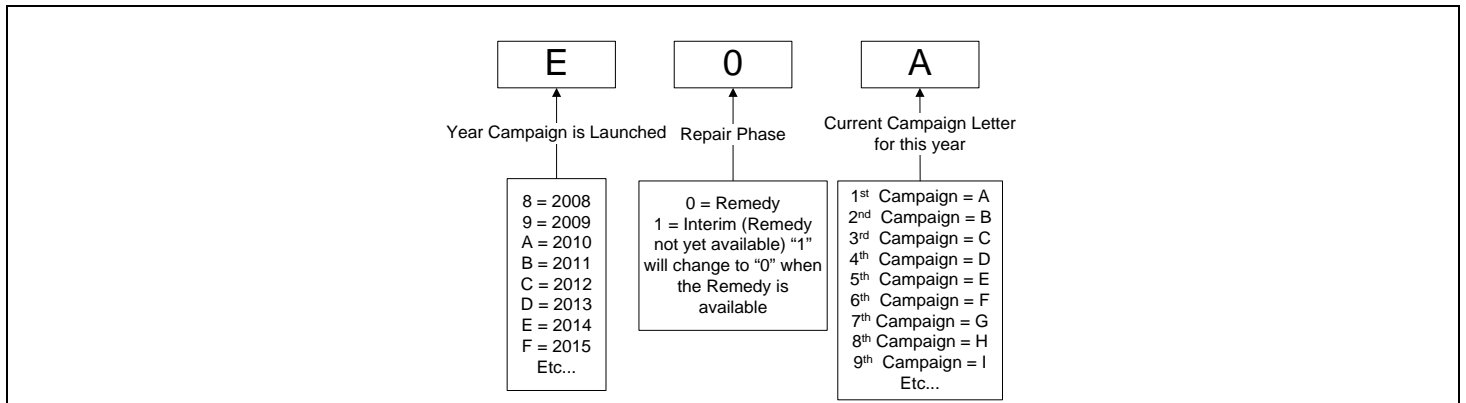 E
0
A
Year Campaign is Launched
Repair Phase
Current Campaign Letter
for this year
8 = 2008
9 = 2009
A = 2010
B = 2011
C = 2012
D = 2013
E = 2014
F = 2015
Etc...
0 = Remedy
1 = Interim (Remedy
not yet available) “1”
will change to “0” when
the Remedy is
available
1st Campaign = A
2nd Campaign = B
3rd Campaign = C
4th Campaign = D
5th Campaign = E
6th Campaign = F
7th Campaign = G
8th Campaign = H
9th Campaign = I
Etc...